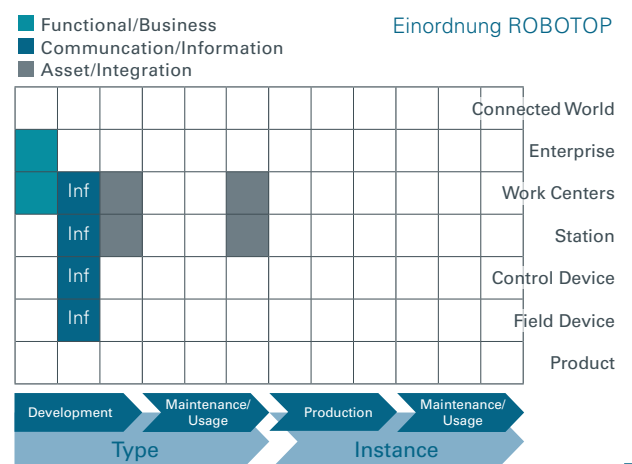 Functional/Business
Communcation/Information
Asset/Integration
Einordnung ROBOTOP
Connected World
Enterprise
Inf
Work Centers
Inf
Station
Inf
Control Device
Inf
Field Device
Product
Development
Maintenance/
Usage
Production
Maintenance/
Usage
Type
Instance